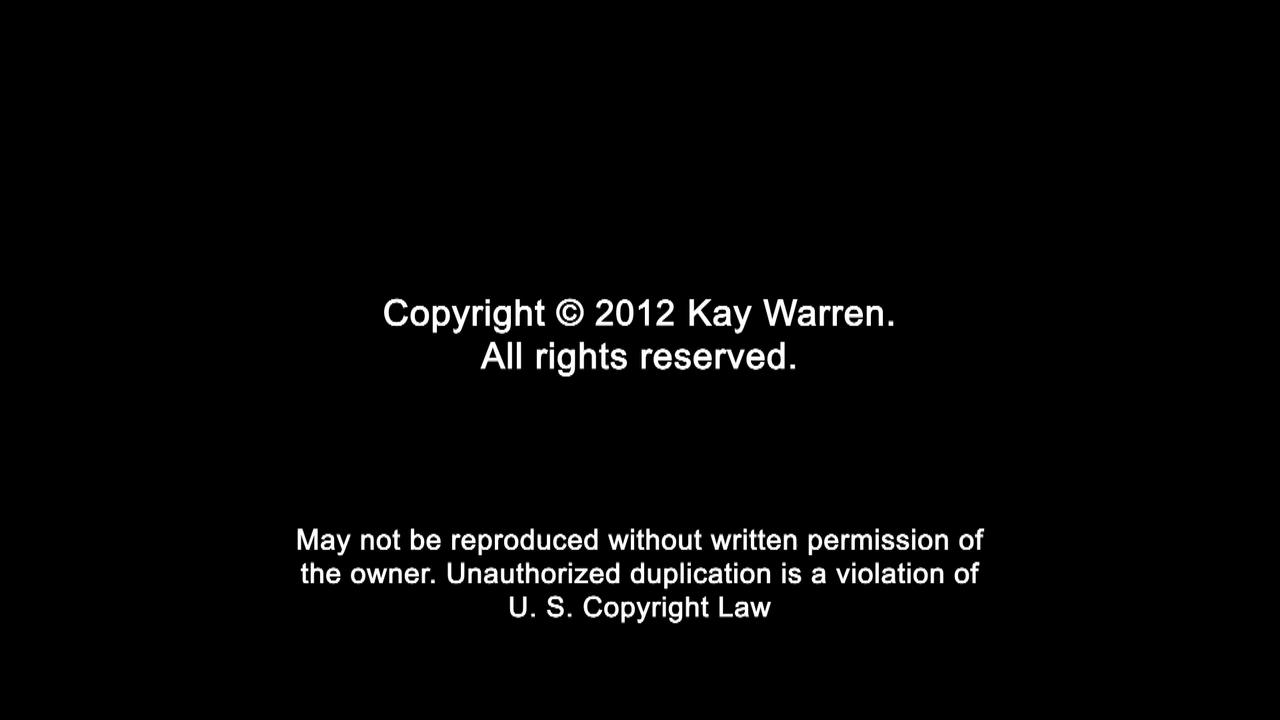 Copyright © 2012 Kay Warren.
All rights reserved.
May not be reproduced without written permission of
the owner. Unauthorized duplication is a violation of
U. S. Copyright Law